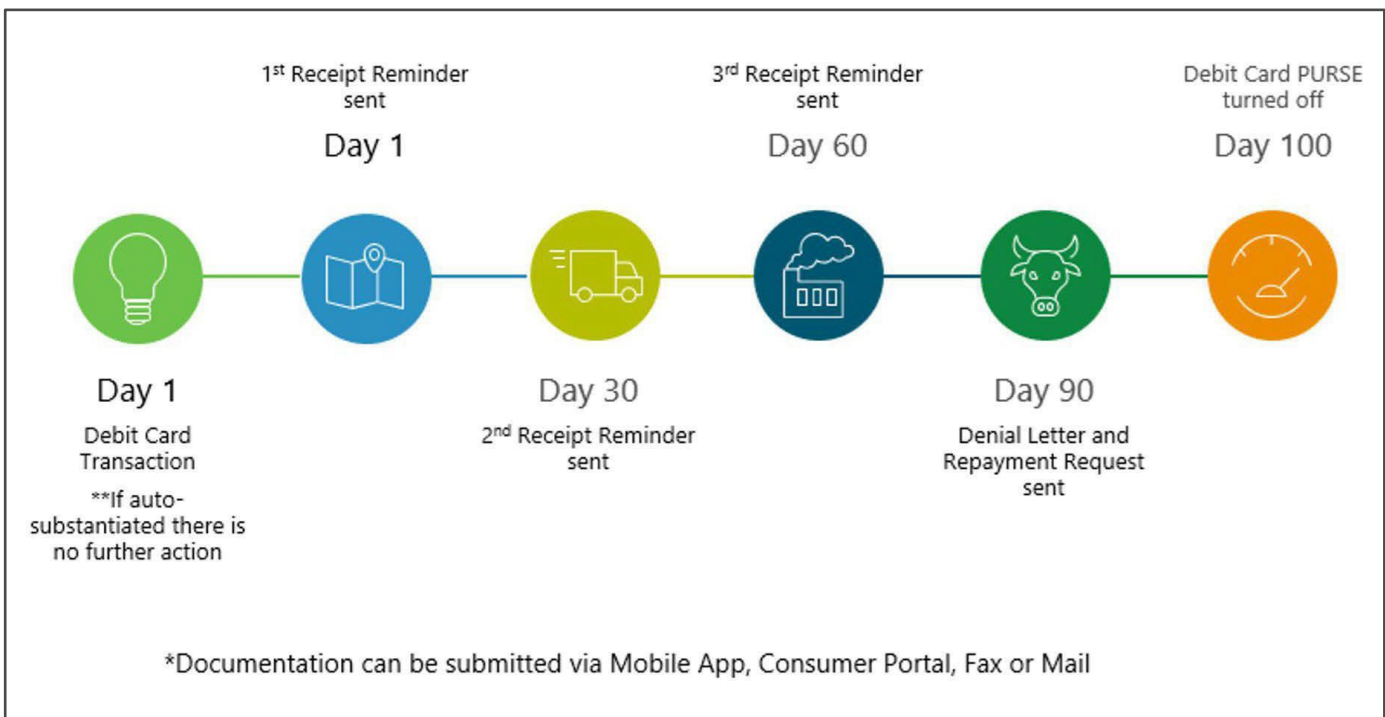 1st Receipt Reminder
sent
Day 1
3rd Receipt Reminder
sent
Day 60
Debit Card PURSE
turned off
Day 100
Day 1
Debit Card
Transaction
**If auto-
substantiated there is
no further action
Day 30
2nd Receipt Reminder
sent
Day 90
Denial Letter and
Repayment Request
sent
*Documentation can be submitted via Mobile App, Consumer Portal, Fax or Mail